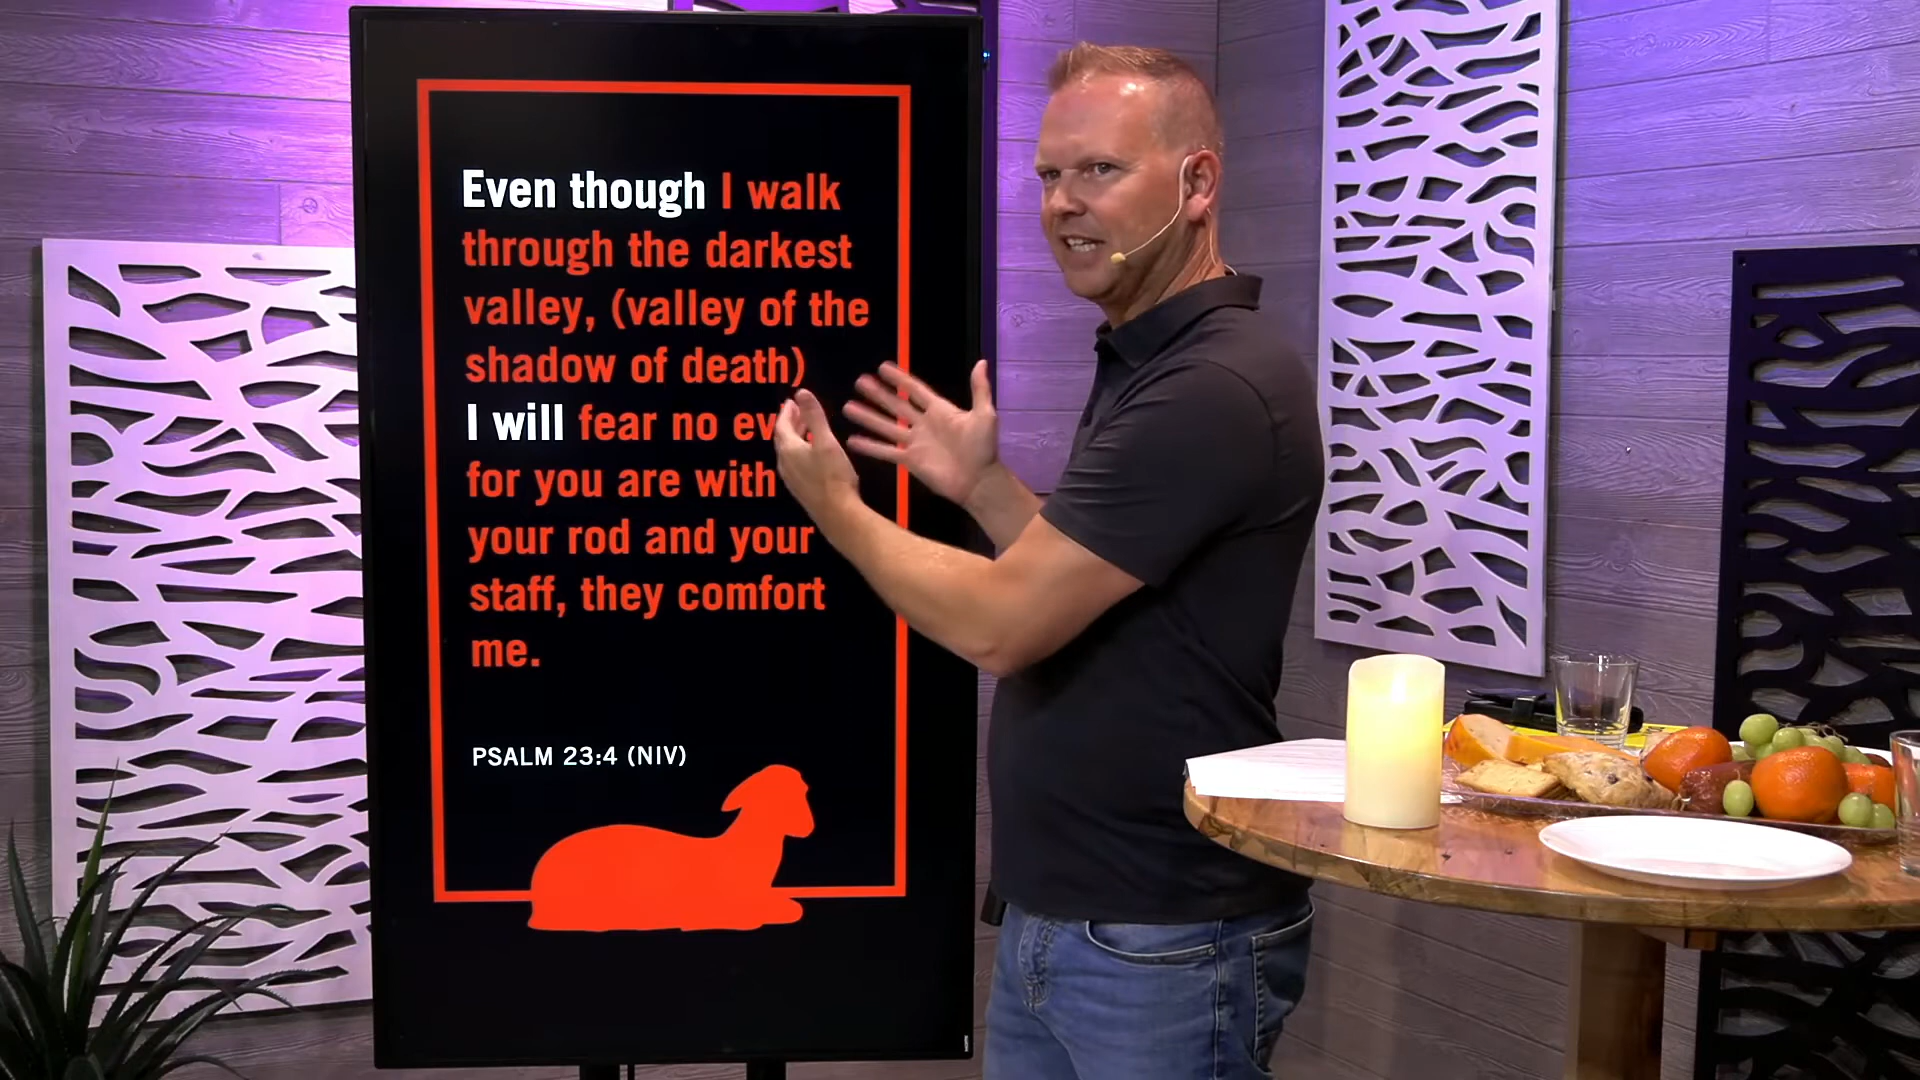 Even though I walk
through the darkest
valley, (valley of the
shadow of death)
I will fear no
for you are with
your rod and your
staff, they comfort
me.
PSALM 23:4 (NIV)